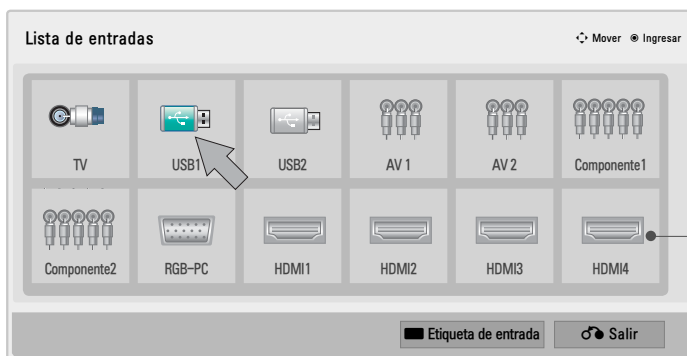 Lista de entradas
Mover Ingresar
TV USB1 USB2 AV 1 AV 2 Componente1
Componente2 RGB-PC HDMI1 HDMI2 HDMI3 HDMI4
Etiqueta de entrada Salir